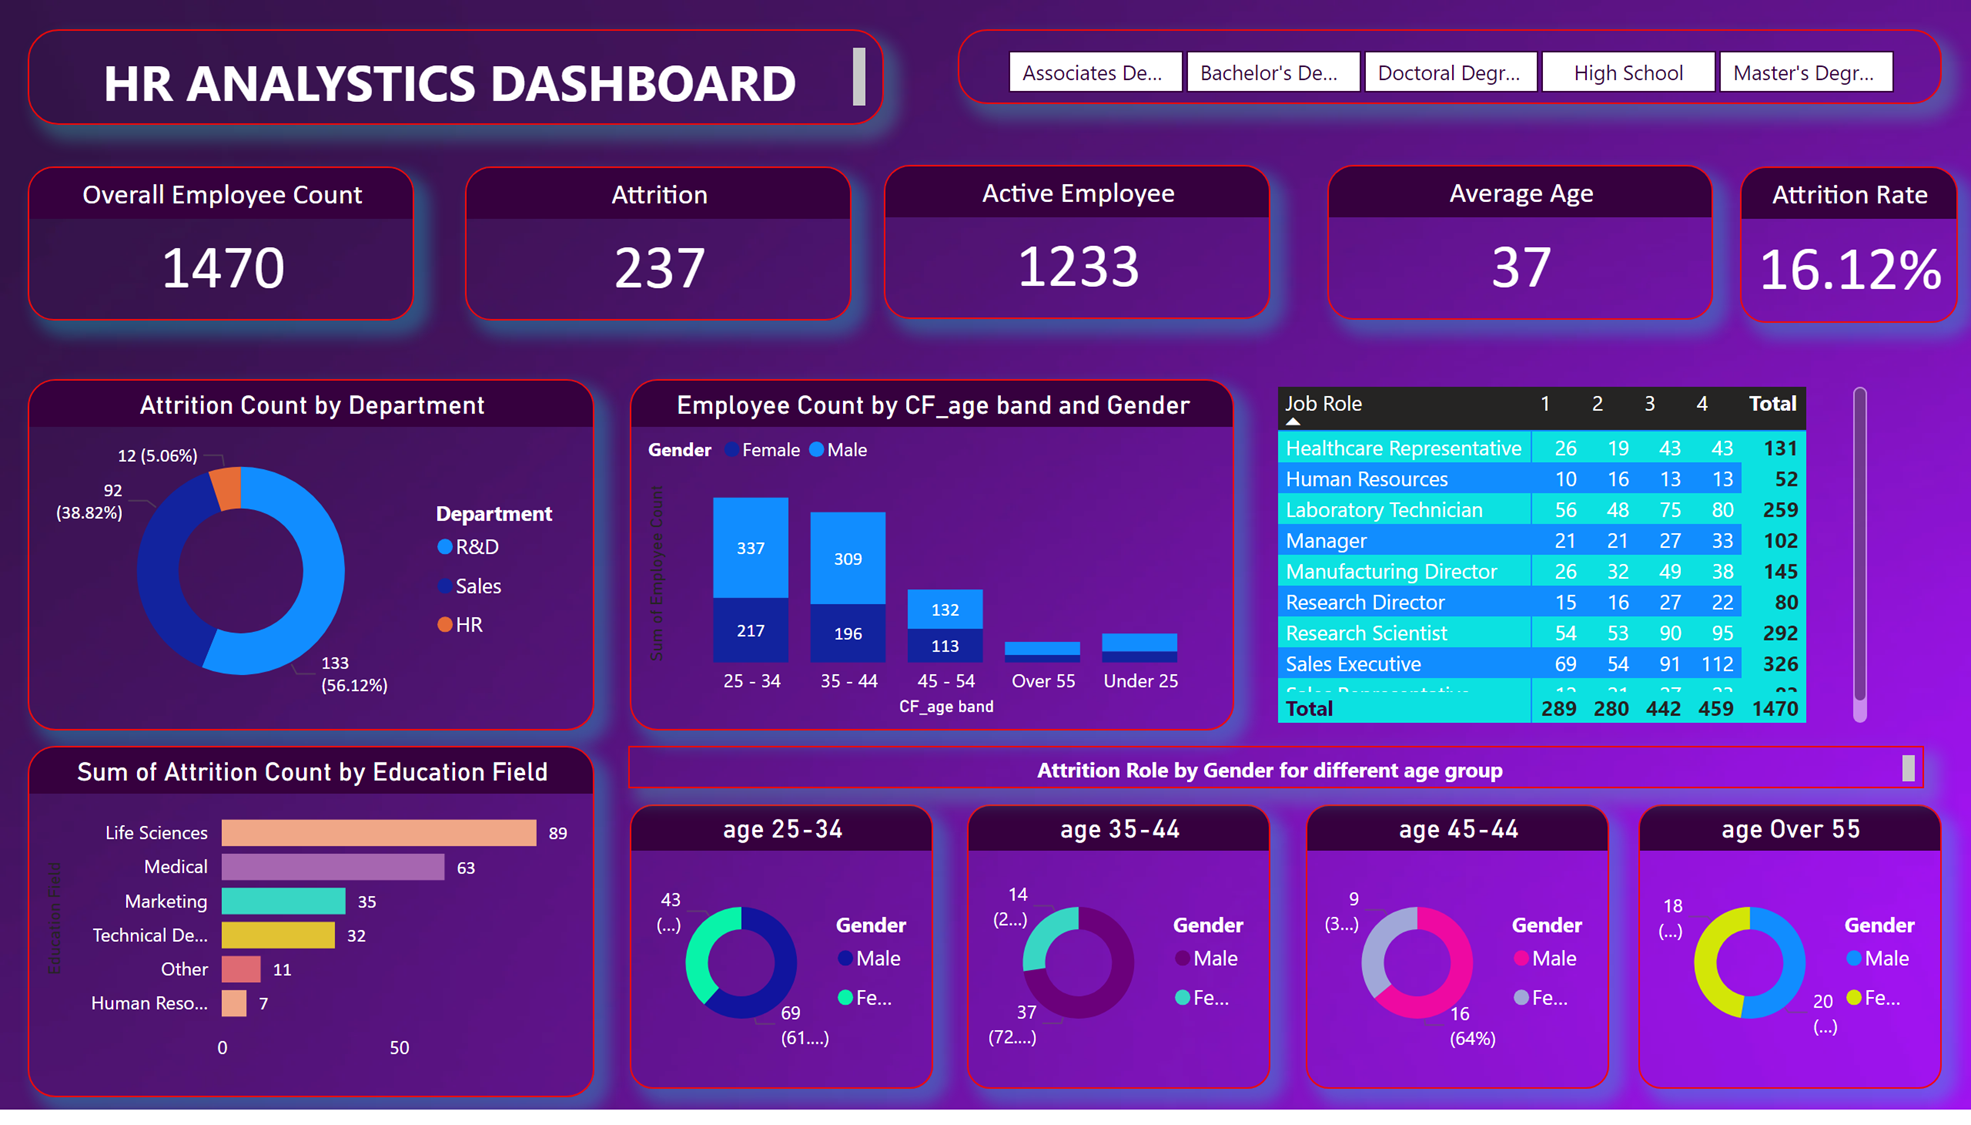 HR ANALYSTICS DASHBOARD
Associates De...
Bachelor's De...
Doctoral Degr...
High School
Master's Degr...
Overall Employee Count
1470
Attrition
237
Active Employee
1233
Average Age
37
Attrition Rate
16.12%
Attrition Count by Department
12 (5.06%)
92
(38.82%)
133
(56.12%)
Department
R&D
Sales
HR
Employee Count by CF_age band and Gender
Gender Female Male
Sum of Employee Count
337 309 132
217 196 113
25 - 34 35 - 44 45 - 54 Over 55 Under 25
CF_age band
Job Role 1 2 3 4 Total
Healthcare Representative 26 19 43 43 131
Human Resources 10 16 13 13 52
Laboratory Technician 56 48 75 80 259
Manager 21 21 27 33 102
Manufacturing Director 26 32 49 38 145
Research Director 15 16 27 22 80
Research Scientist 54 53 90 95 292
Sales Executive 69 54 91 112 326
Sales Representative
Total 289 280 442 459 1470
Sum of Attrition Count by Education Field
Education Field
Life Sciences 89
Medical 63
Marketing 35
Technical De... 32
Other 11
Human Reso... 7
0 50
Attrition Role by Gender for different age group
age 25-34
43
(...)
69
(61....)
Gender
Male
Fe...
age 35-44
14
(2...)
37
(72....)
Gender
Male
Fe...
age 45-44
9
(3...)
16
(64%)
Gender
Male
Fe...
age Over 55
18
(...)
20
(...)
Gender
Male
Fe...